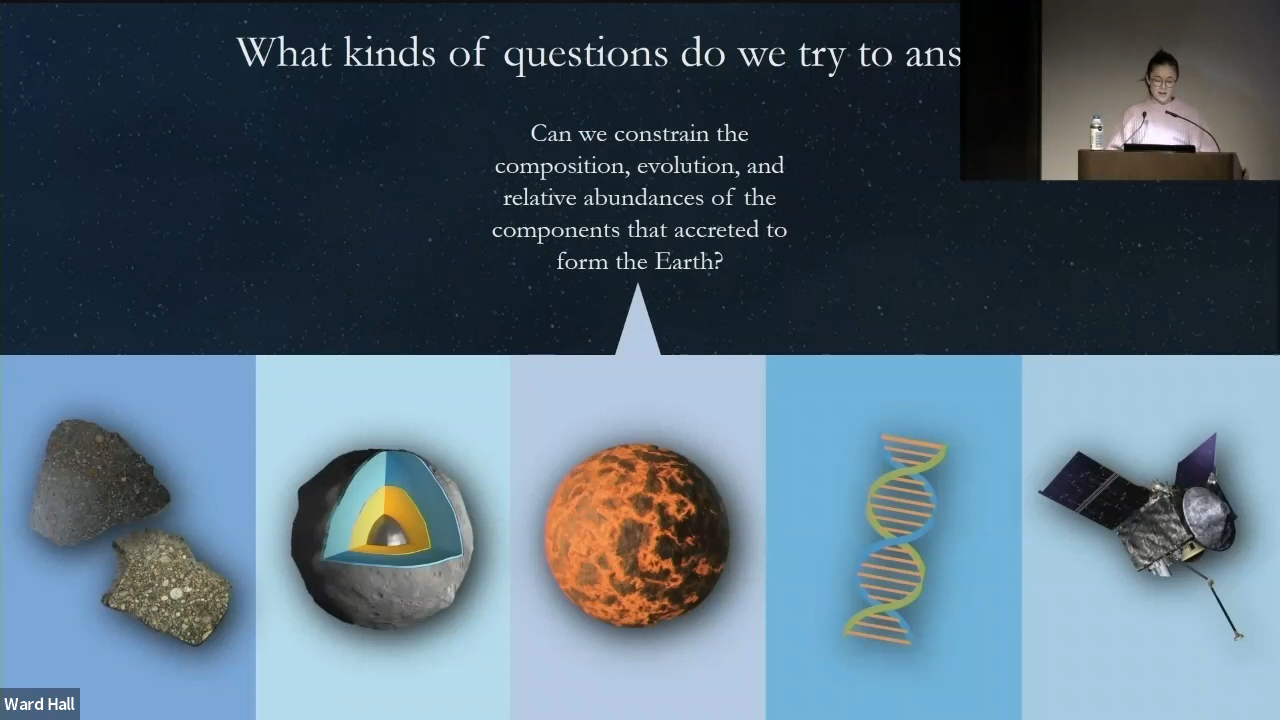 What kinds of questions do we try to ans
Can we constrain the
composition, evolution, and
relative abundances of the
components that accreted to
form the Earth?
Ward Hall